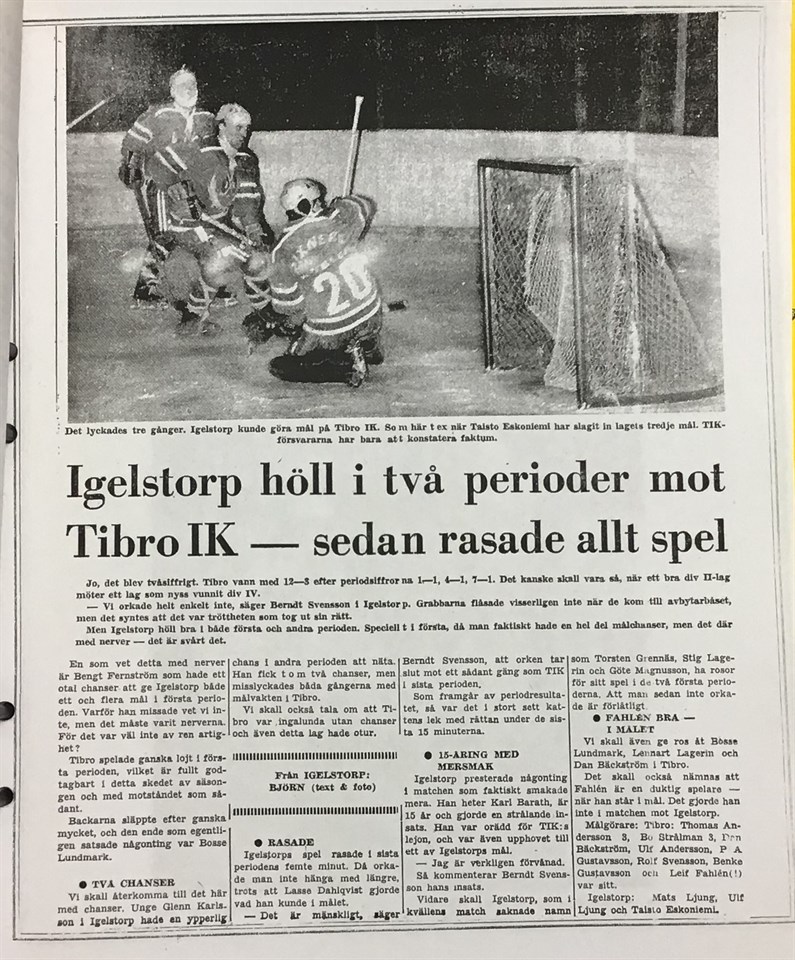 20
Det lyckades tre gånger. Igelstorp kunde göra mål på Tibro IK. Som här t ex när Taisto Eskoniemi har slagit in lagets tredje mål. TIK-
försvararna har bara att konstatera faktum.
Igelstorp höll i två perioder mot
Tibro IK — sedan rasade allt spel
Jo, det blev tvåsiffrigt. Tibro vann med 12—3 efter periodsiffrorna 1—1, 4—1, 7—1. Det kanske skall vara så, när ett bra div II-lag
möter ett lag som nyss vunnit div IV.
— Vi orkade helt enkelt inte, säger Berndt Svensson i Igelstorp. Grabbarna flåsade visserligen inte när de kom till avbytarbåset,
men det syntes att det var tröttheten som tog ut sin rätt.
Men Igelstorp höll bra i både första och andra perioden. Speciellt i första, då man faktiskt hade en hel del målchanser, men det där
med nerver — det är svårt det.
En som vet detta med nerver
är Bengt Fernström som hade ett
otal chanser att ge Igelstorp både
ett och flera mål i första perio-
den. Varför han missade vet vi in-
te, men det måste varit nerverna.
För det var väl inte av ren artig-
het?
Tibro spelade ganska lojt i förs-
ta perioden, vilket är fullt god-
tagbart i detta skedet av säson-
gen och med motståndet som så-
dant.
Backarna släppte efter ganska
mycket, och den ende som egentli-
gen satsade någonting var Bosse
Lundmark.
● TVÅ CHANSER
Vi skall återkomma till det här
med chanser. Unge Glenn Karls-
son i Igelstorp hade en ypperlig
chans i andra perioden att näta.
Han fick t o m två chanser, men
misslyckades båda gångerna med
målvakten i Tibro.
Vi skall också tala om att Ti-
bro var ingalunda utan chanser
och även detta lag hade otur.
Från IGELSTORP:
BJÖRN (text & foto)
● RASADE
Igelstorps spel rasade i sista
periodens femte minut. Då orka-
de man inte hänga med längre,
trots att Lasse Dahlqvist gjorde
vad han kunde i målet.
— Det är mänskligt, säger
Berndt Svensson, att orken tar
slut mot ett sådant gäng som TIK
i sista perioden.
Som framgår av periodresulta-
tet, så var det i stort sett kat-
tens lek med råttan under de sis-
ta 15 minuterna.
● 15-ÅRING MED
MERSMAK
Igelstorp presterade någonting
i matchen som faktiskt smakade
mera. Han heter Karl Barath, är
15 år och gjorde en strålande in-
sats. Han var orädd för TIK:s
lejon, och var även upphovet till
ett av Igelstorps mål.
— Jag är verkligen förvånad.
Så kommenterar Berndt Svens-
son hans insats.
Vidare skall Igelstorp, som i
kvällens match saknade namn
som Torsten Grennäs, Stig Lage-
rin och Göte Magnusson, ha rosor
för sitt spel i de två första perio-
derna. Att man sedan inte orka-
de är förlåtligt.
● FAHLÉN BRA —
I MÅLET
Vi skall även ge ros åt Bosse
Lundmark, Lennart Lagerin och
Dan Bäckström i Tibro.
Det skall också nämnas att
Fahlén är en duktig spelare —
när han står i mål. Det gjorde han
inte i matchen mot Igelstorp.
Målgörare: Tibro: Thomas An-
dersson 3, Bo Strålman 3, Dan
Bäckström, Ulf Andersson, P A
Gustavsson, Rolf Svensson, Benke
Gustavsson och Leif Fahlén(!)
var sitt.
Igelstorp: Mats Ljung, Ulf
Ljung och Taisto Eskoniemi.